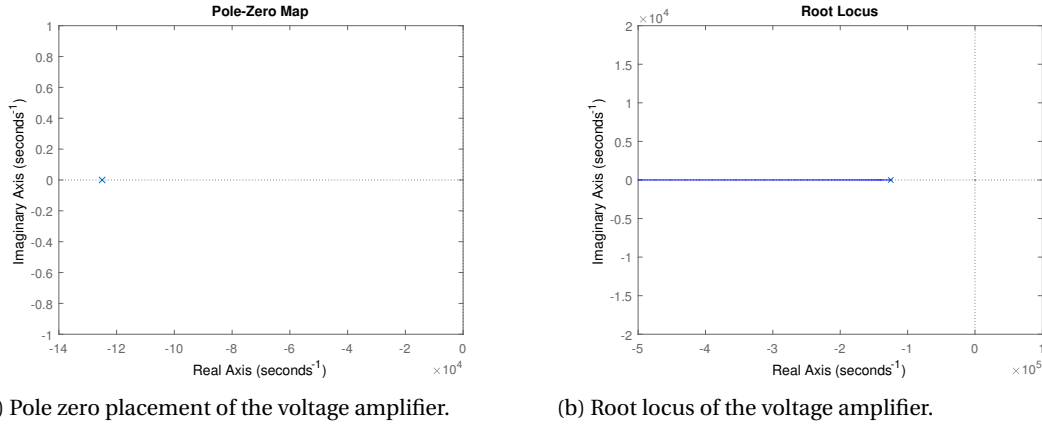 Pole-Zero Map
1
0.8
0.6
0.4
0.2
0
-0.2
-0.4
-0.6
-0.8
-1
Imaginary Axis (seconds⁻¹)
-14 -12 -10 -8 -6 -4 -2 0
Real Axis (seconds⁻¹)
×10⁴
) Pole zero placement of the voltage amplifier.
Root Locus
×10⁴
2
1.5
1
0.5
0
-0.5
-1
-1.5
-2
Imaginary Axis (seconds⁻¹)
-5 -4 -3 -2 -1 0 1
Real Axis (seconds⁻¹)
×10⁵
(b) Root locus of the voltage amplifier.